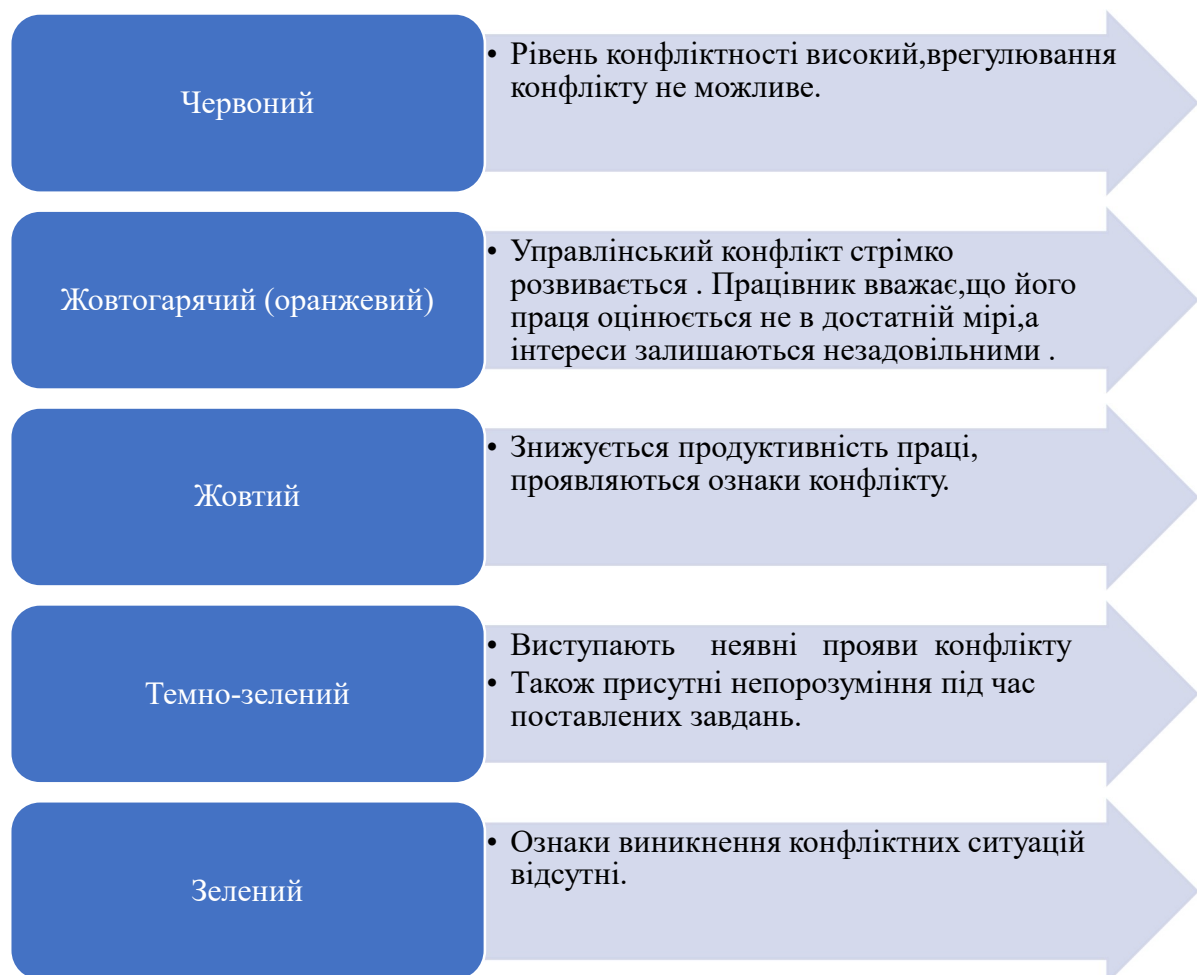 Червоний
• Рівень конфліктності високий,врегулювання
конфлікту не можливе.
Жовтогарячий (оранжевий)
• Управлінський конфлікт стрімко
розвивається . Працівник вважає,що його
праця оцінюється не в достатній мірі,а
інтереси залишаються незадовільними .
Жовтий
• Знижується продуктивність праці,
проявляються ознаки конфлікту.
Темно-зелений
• Виступають неявні прояви конфлікту
• Також присутні непорозуміння під час
поставлених завдань.
Зелений
• Ознаки виникнення конфліктних ситуацій
відсутні.